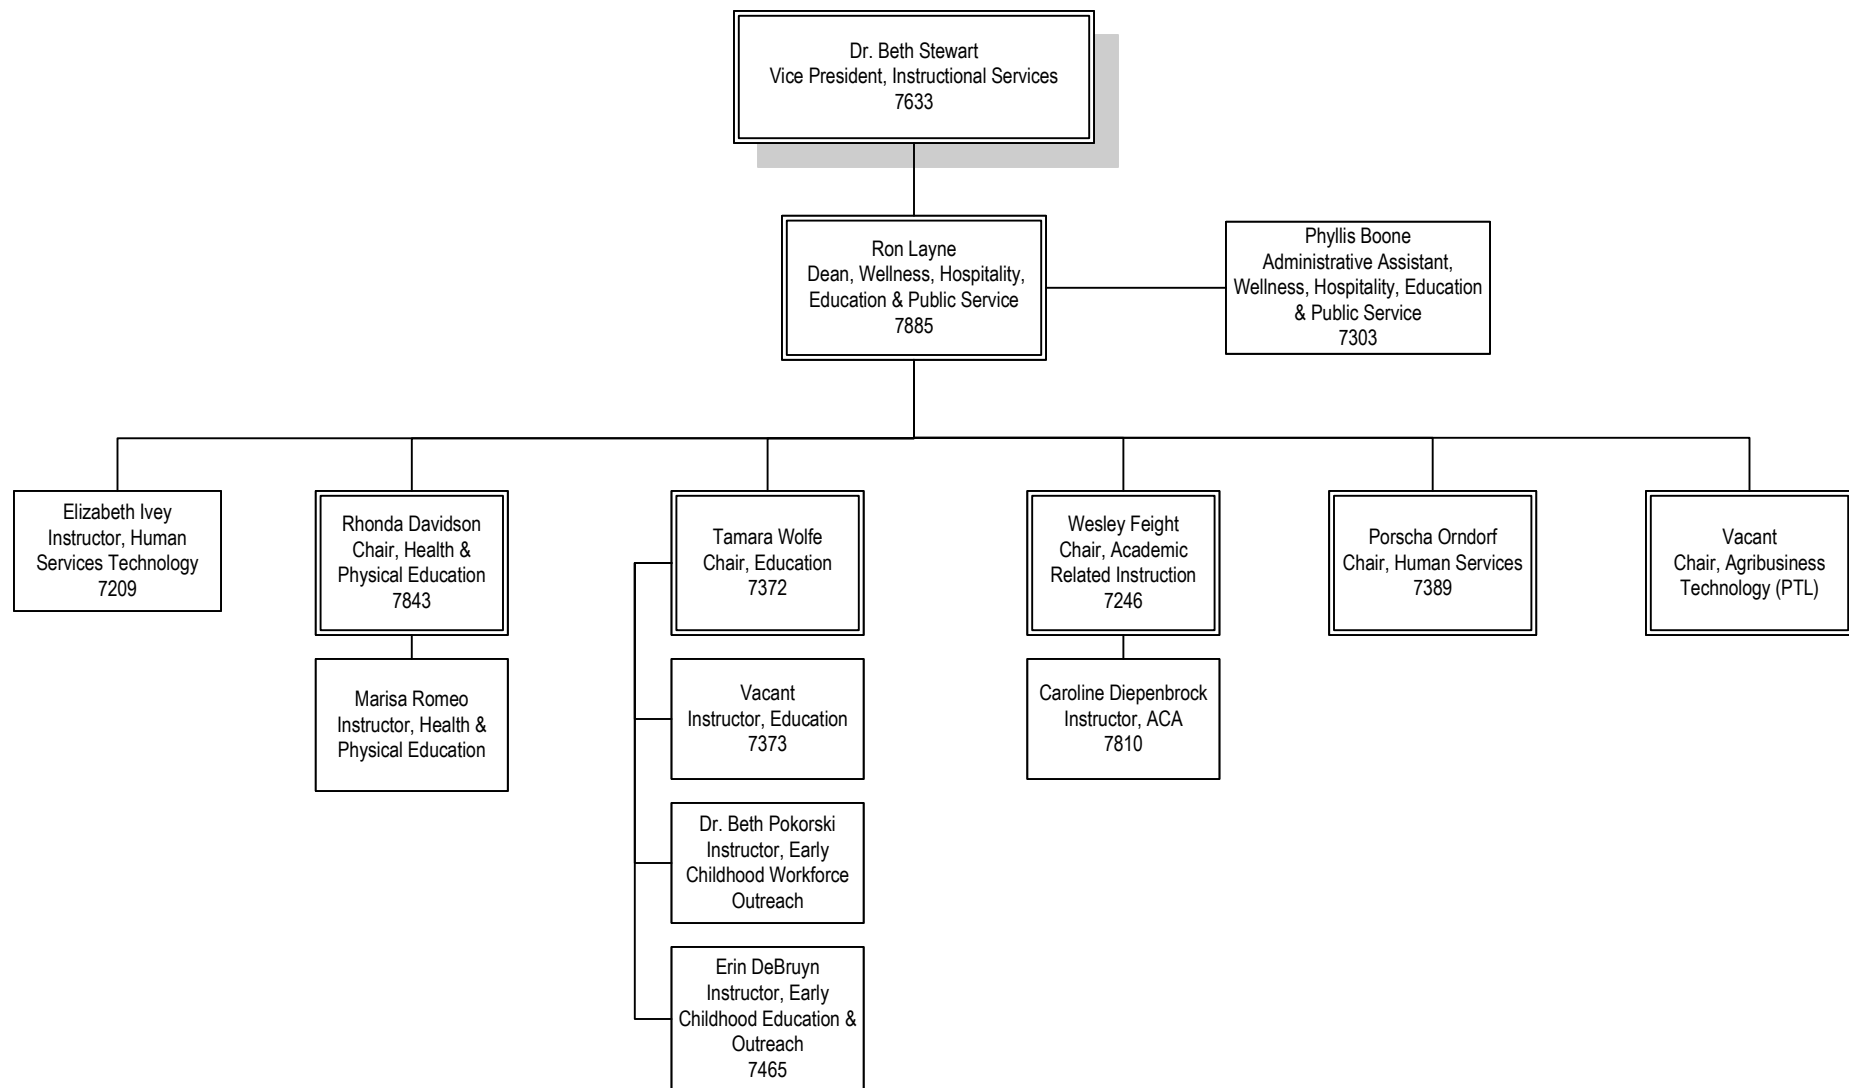 Dr. Beth Stewart
Vice President, Instructional Services
7633
Ron Layne
Dean, Wellness, Hospitality,
Education & Public Service
7885
Phyllis Boone
Administrative Assistant,
Wellness, Hospitality, Education
& Public Service
7303
Elizabeth Ivey
Instructor, Human
Services Technology
7209
Rhonda Davidson
Chair, Health &
Physical Education
7843
Tamara Wolfe
Chair, Education
7372
Wesley Feight
Chair, Academic
Related Instruction
7246
Porscha Orndorf
Chair, Human Services
7389
Vacant
Chair, Agribusiness
Technology (PTL)
Marisa Romeo
Instructor, Health &
Physical Education
Vacant
Instructor, Education
7373
Caroline Diepenbrock
Instructor, ACA
7810
Dr. Beth Pokorski
Instructor, Early
Childhood Workforce
Outreach
Erin DeBruyn
Instructor, Early
Childhood Education &
Outreach
7465